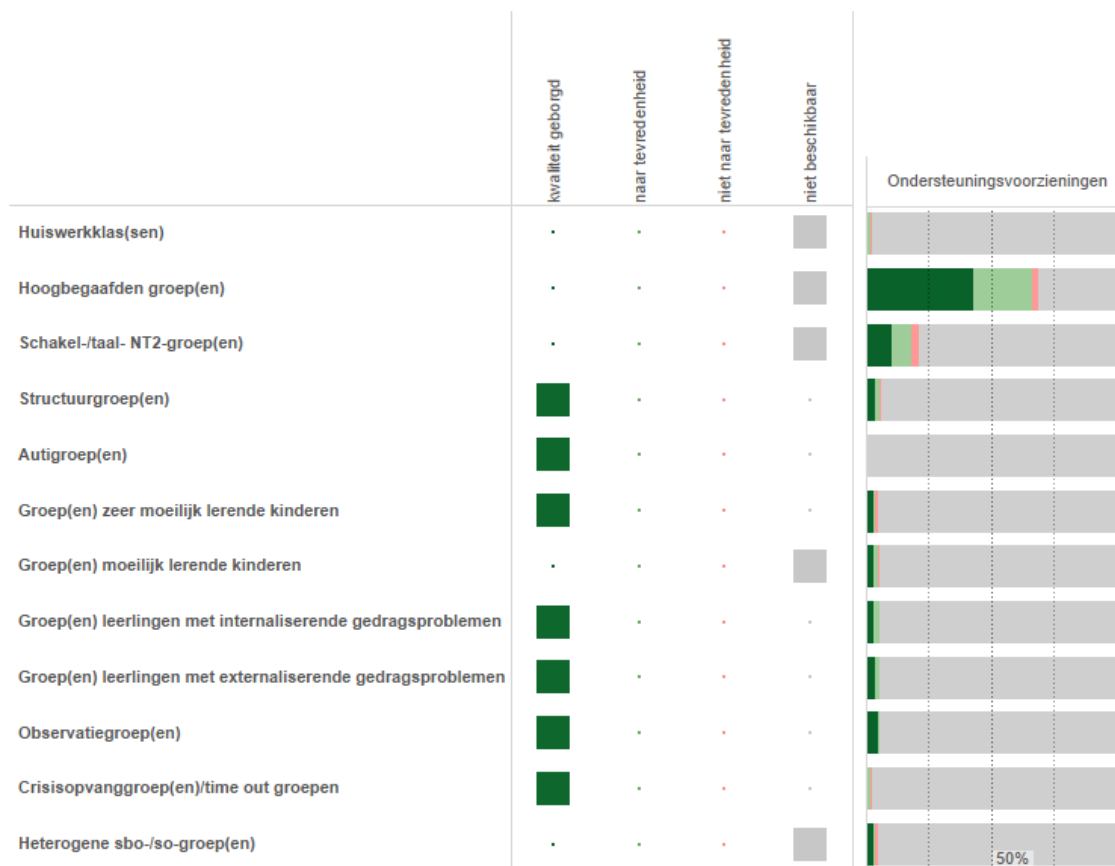 kwaliteit geborgd
naar tevredenheid
niet naar tevredenheid
niet beschikbaar
Ondersteuningsvoorzieningen
Huiswerkklas(sen)
Hoogbegaafden groep(en)
Schakel-/taal- NT2-groep(en)
Structuurgroep(en)
Autigroep(en)
Groep(en) zeer moeilijk lerende kinderen
Groep(en) moeilijk lerende kinderen
Groep(en) leerlingen met internaliserende gedragsproblemen
Groep(en) leerlingen met externaliserende gedragsproblemen
Observatiegroep(en)
Crisisopvanggroep(en)/time out groepen
Heterogene sbo-/so-groep(en)
50%